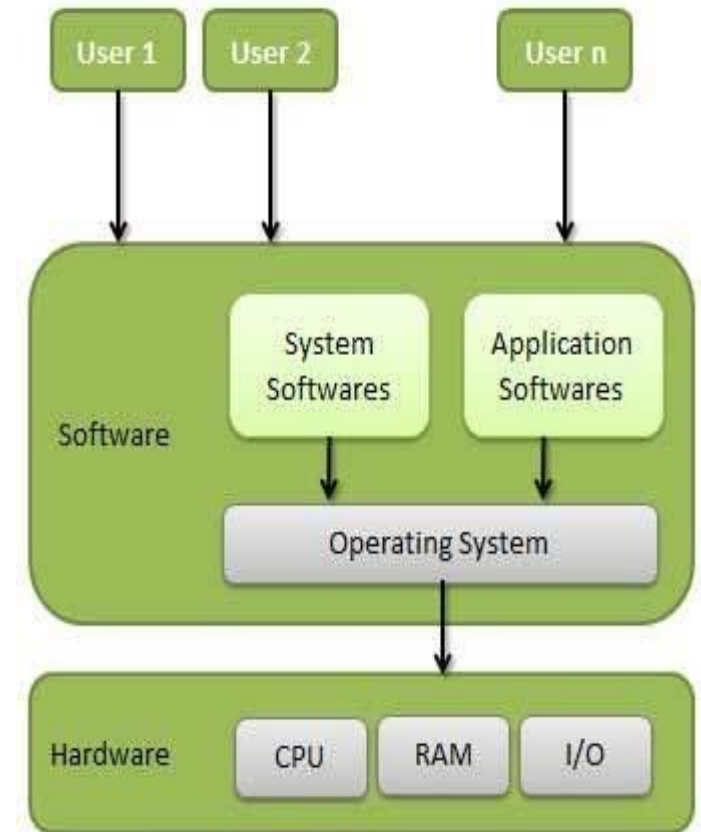 User 1
User 2
User n
System
Softwares
Application
Softwares
Software
Operating System
Hardware
CPU
RAM
I/O